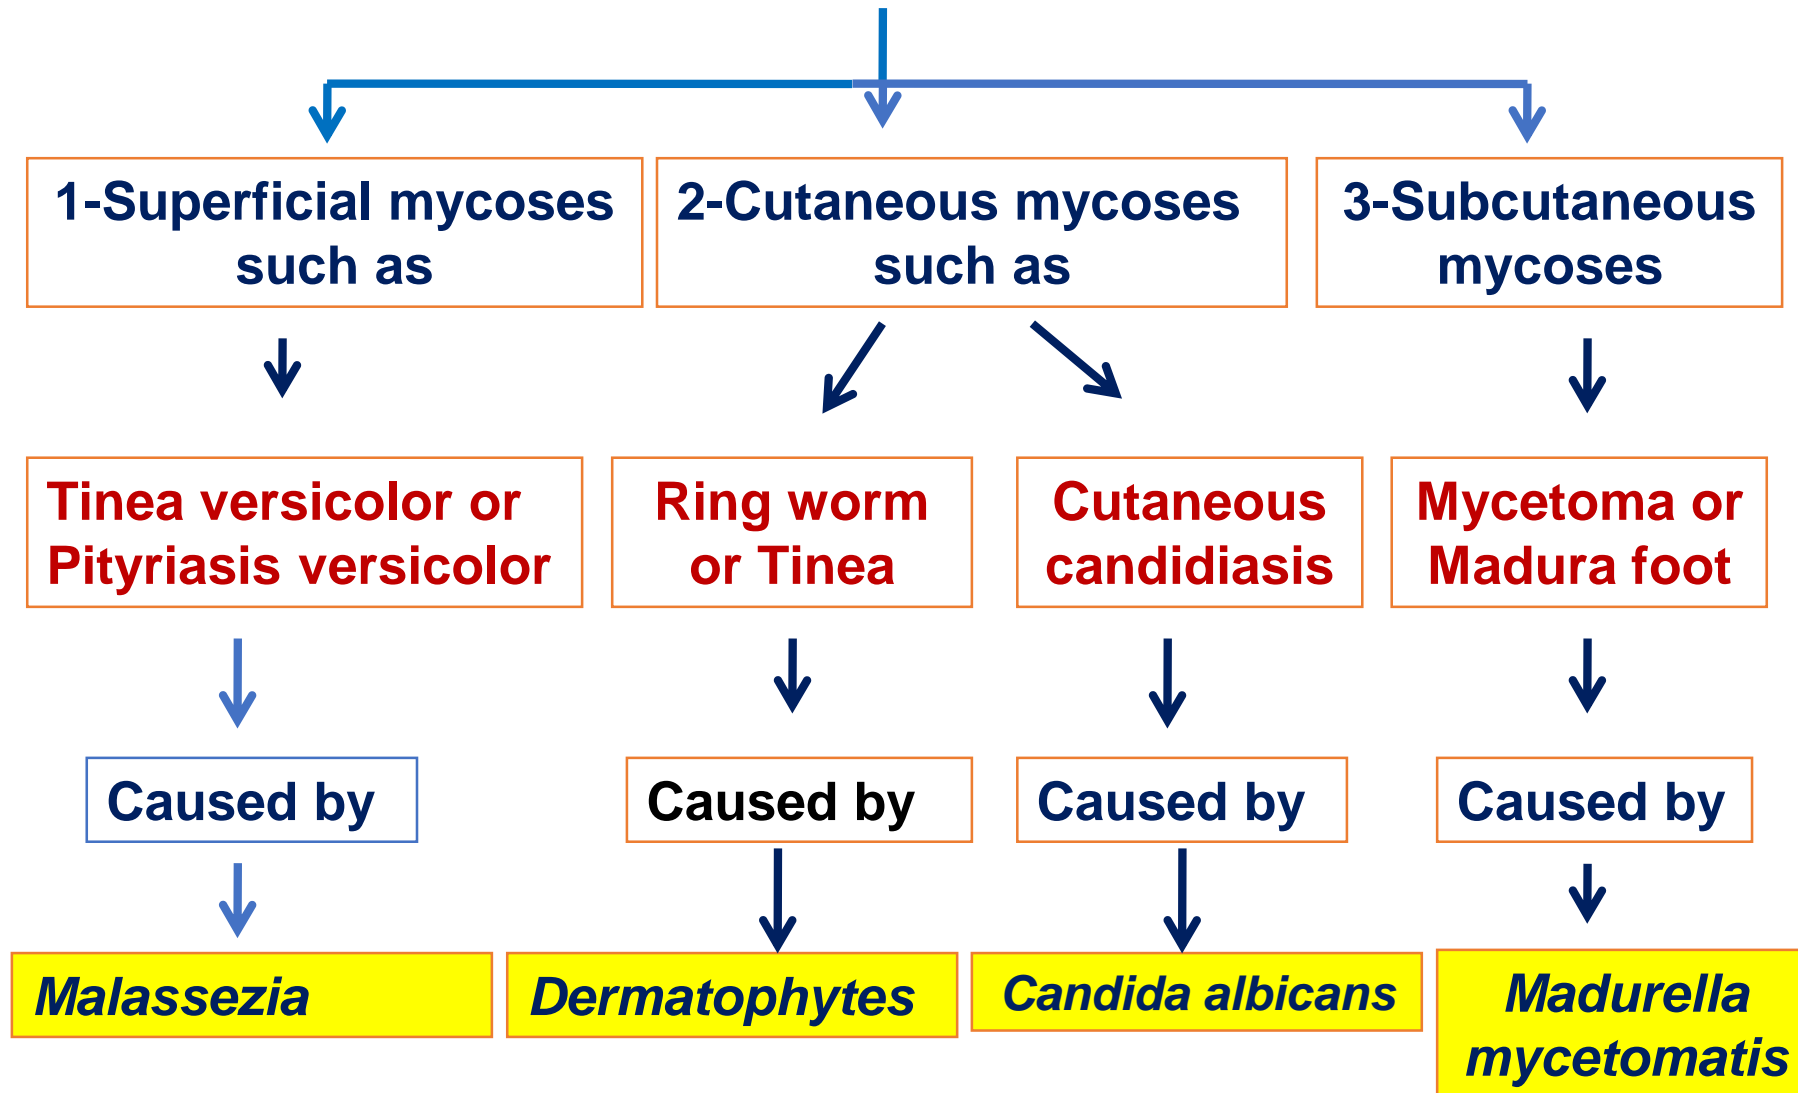 1-Superficial mycoses
such as
2-Cutaneous mycoses
such as
3-Subcutaneous
mycoses
Tinea versicolor or
Pityriasis versicolor
Ring worm
or Tinea
Cutaneous
candidiasis
Mycetoma or
Madura foot
Caused by
Caused by
Caused by
Caused by
Malassezia
Dermatophytes
Candida albicans
Madurella
mycetomatis